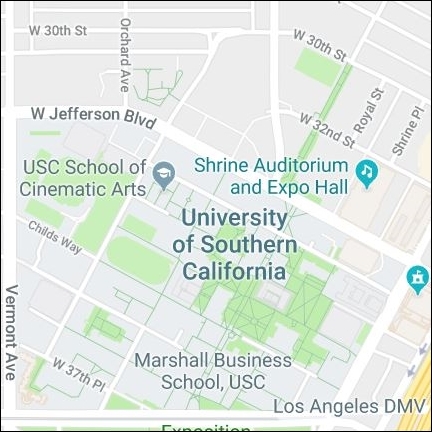 W 30th St
Orchard Ave
W 30th St
W Jefferson Blvd
Royal St
Shrine Pl
W 32nd St
USC School of
Cinematic Arts
Shrine Auditorium
and Expo Hall
University
of Southern
California
Childs Way
Vermont Ave
W 37th Pl
Marshall Business
School, USC
Los Angeles DMV
Exposition